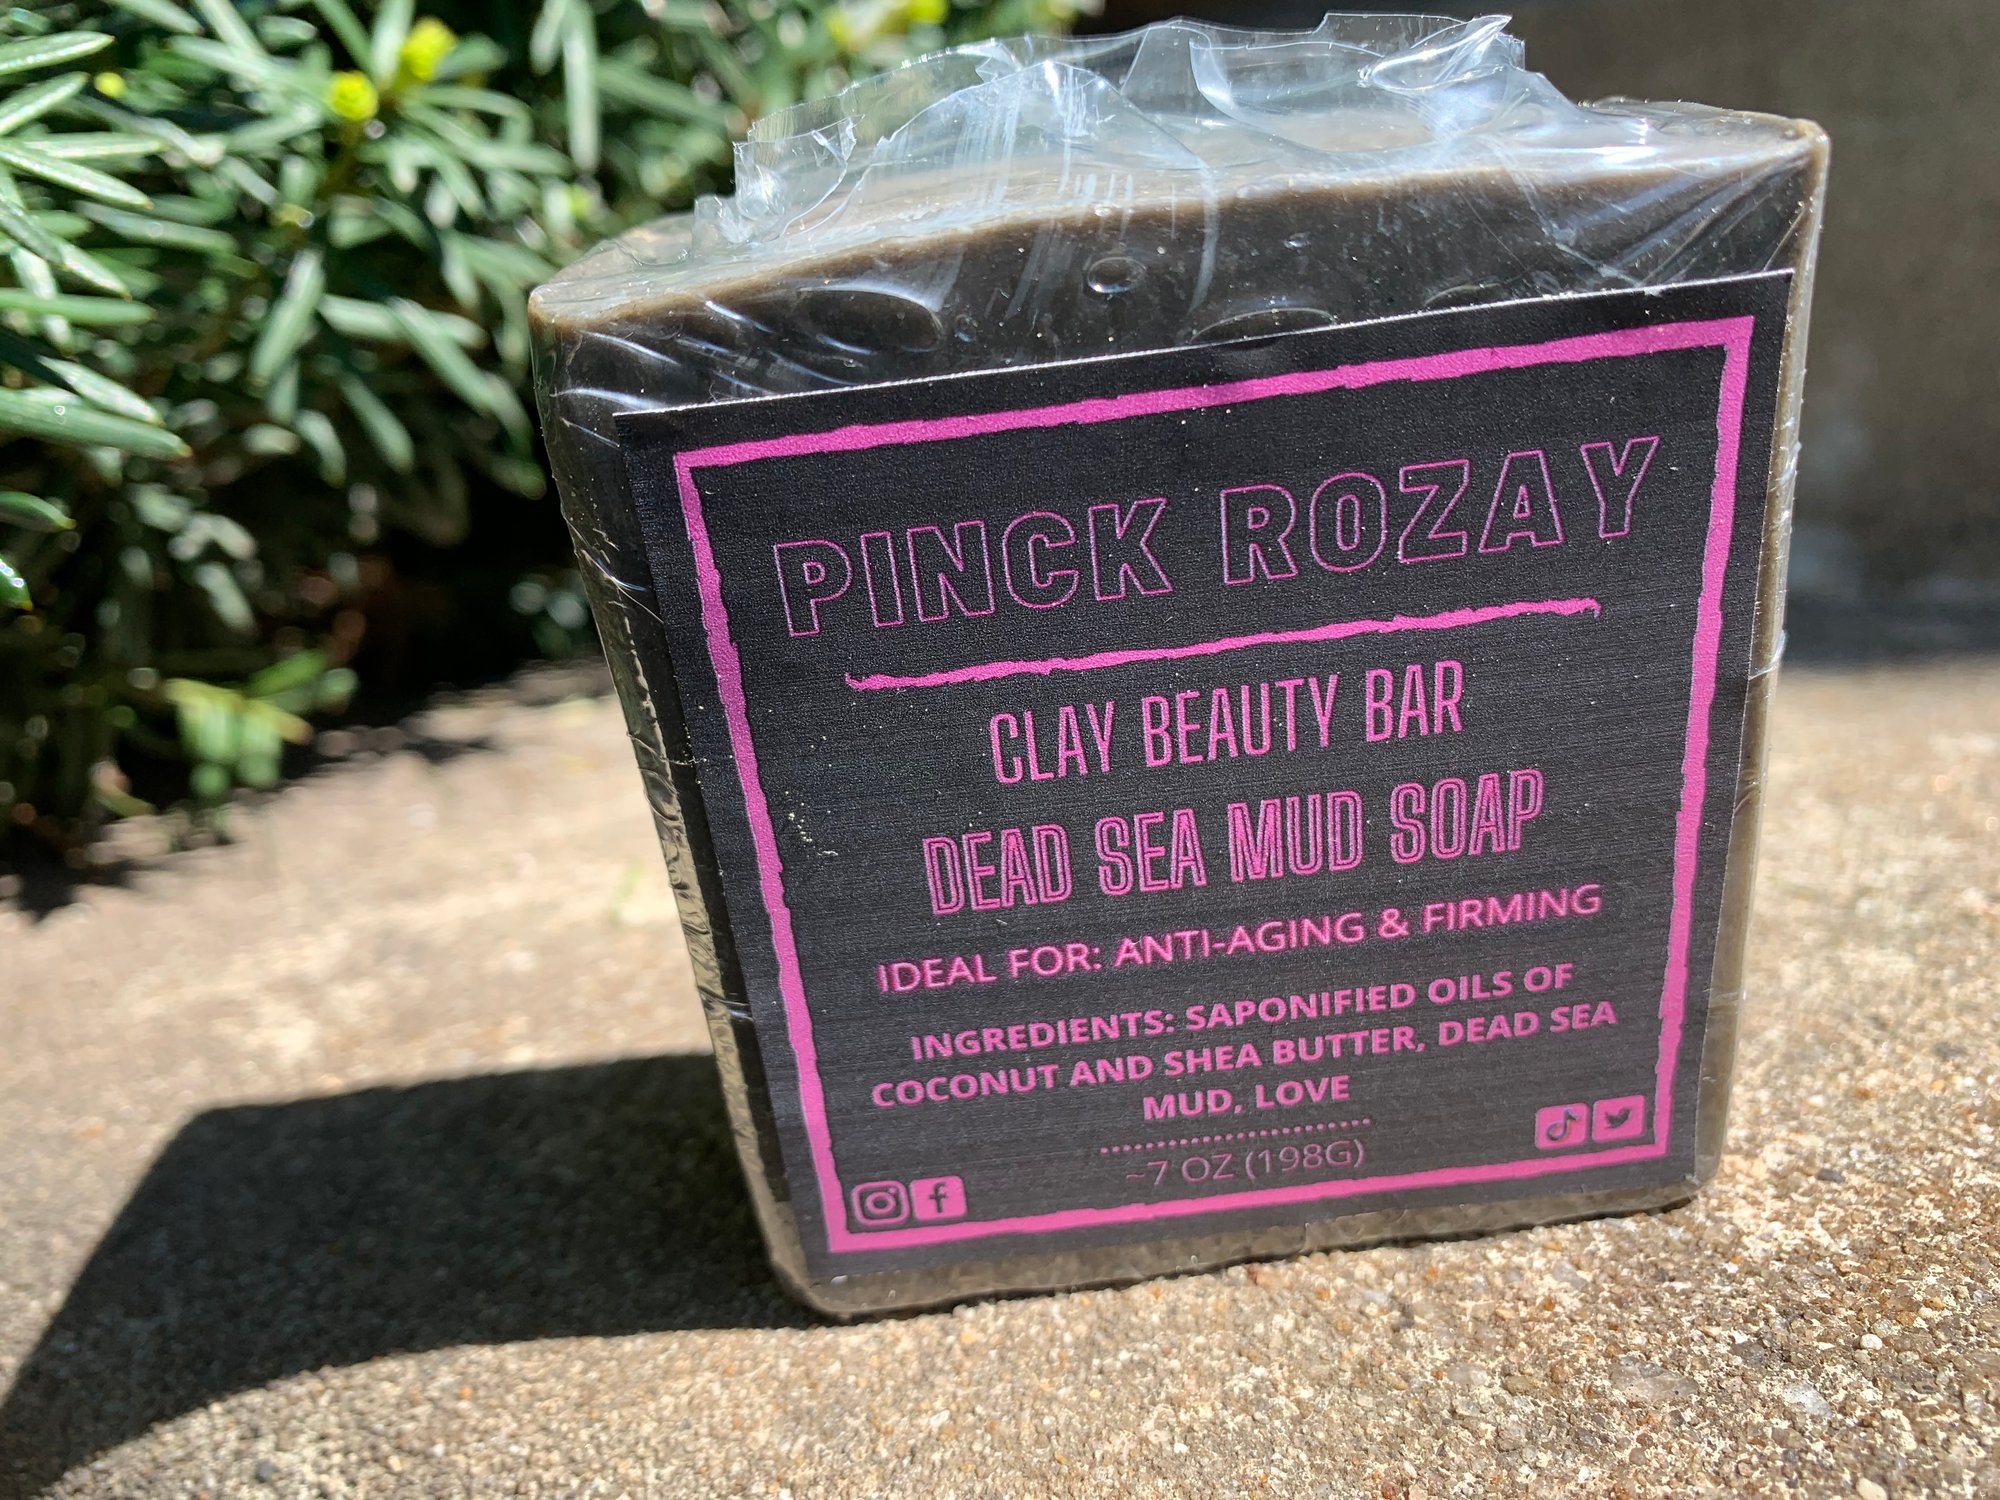 PINCK ROZAY
CLAY BEAUTY BAR
DEAD SEA MUD SOAP
IDEAL FOR: ANTI-AGING & FIRMING
INGREDIENTS: SAPONIFIED OILS OF
COCONUT AND SHEA BUTTER, DEAD SEA
MUD, LOVE
~7 OZ (198G)